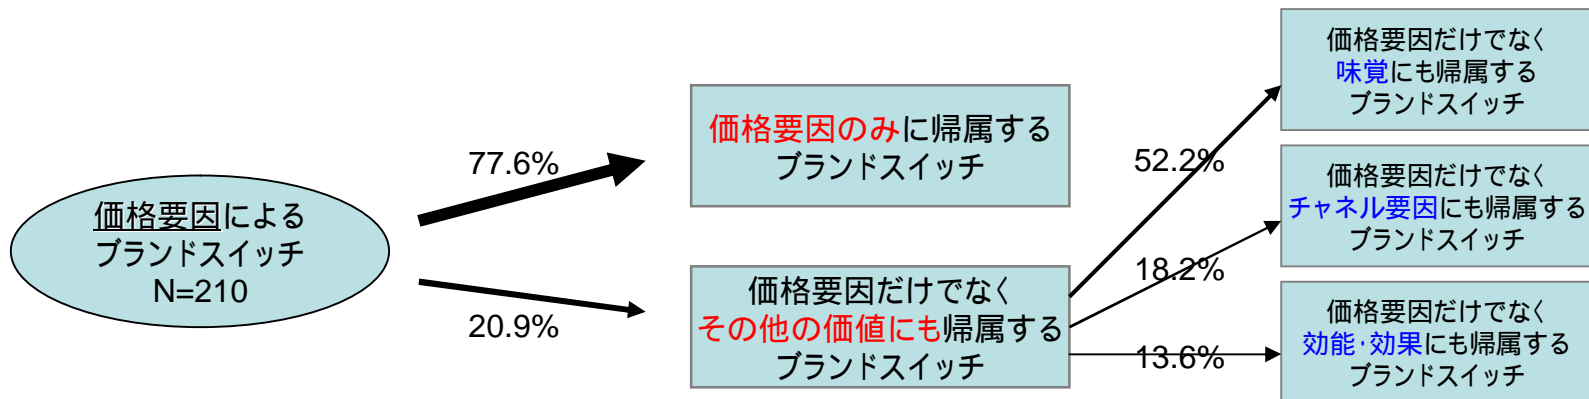 価格要因による
ブランドスイッチ
N=210
77.6%
20.9%
価格要因のみに帰属する
ブランドスイッチ
価格要因だけでなく
その他の価値にも帰属する
ブランドスイッチ
52.2%
18.2%
13.6%
価格要因だけでなく
味覚にも帰属する
ブランドスイッチ
価格要因だけでなく
チャネル要因にも帰属する
ブランドスイッチ
価格要因だけでなく
効能・効果にも帰属する
ブランドスイッチ